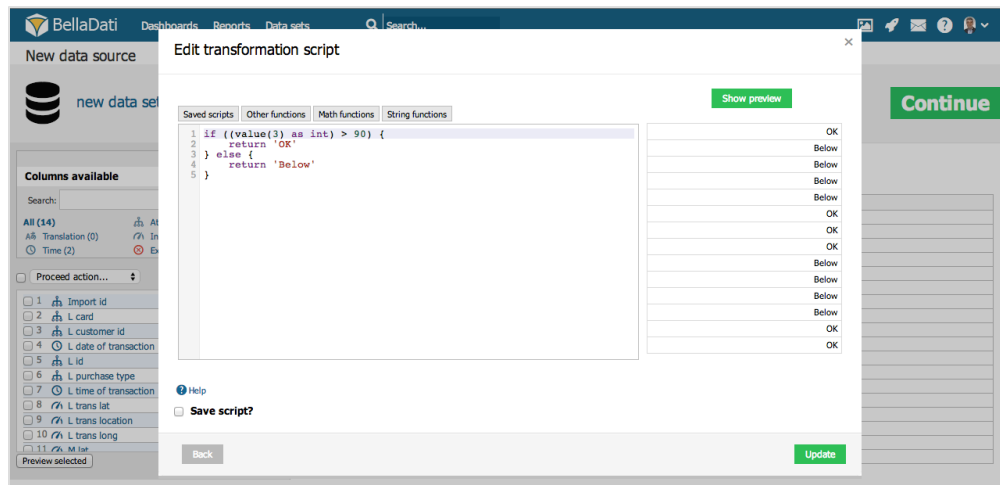 BellaDati
Dashboards Reports Data sets
Search...
New data source
Edit transformation script
×
new data set
Continue
Show preview
Saved scripts Other functions Math functions String functions
1 if ((value(3) as int) > 90) {
2 return 'OK'
3 } else {
4 return 'Below'
5 }
OK
Below
Below
Below
Below
OK
OK
OK
Below
Below
Below
Below
OK
OK
Columns available
Search:
All (14)
Translation (0)
Time (2)
Proceed action...
1 Import id
2 L card
3 L customer id
4 L date of transaction
5 L id
6 L purchase type
7 L time of transaction
8 L trans lat
9 L trans location
10 L trans long
11 M lat
Preview selected
Help
Save script?
Back
Update